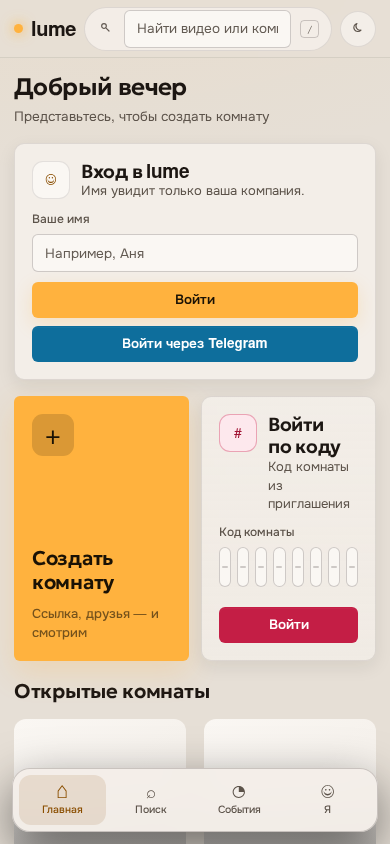 lume
Найти видео или комн
/
Добрый вечер
Представьтесь, чтобы создать комнату
Вход в lume
Имя увидит только ваша компания.
Ваше имя
Например, Аня
Войти
Войти через Telegram
+
Создать
комнату
Ссылка, друзья — и
смотрим
#
Войти
по коду
Код комнаты
из
приглашения
Код комнаты
– – – – – – – –
Войти
Открытые комнаты
Главная
Поиск
События
Я